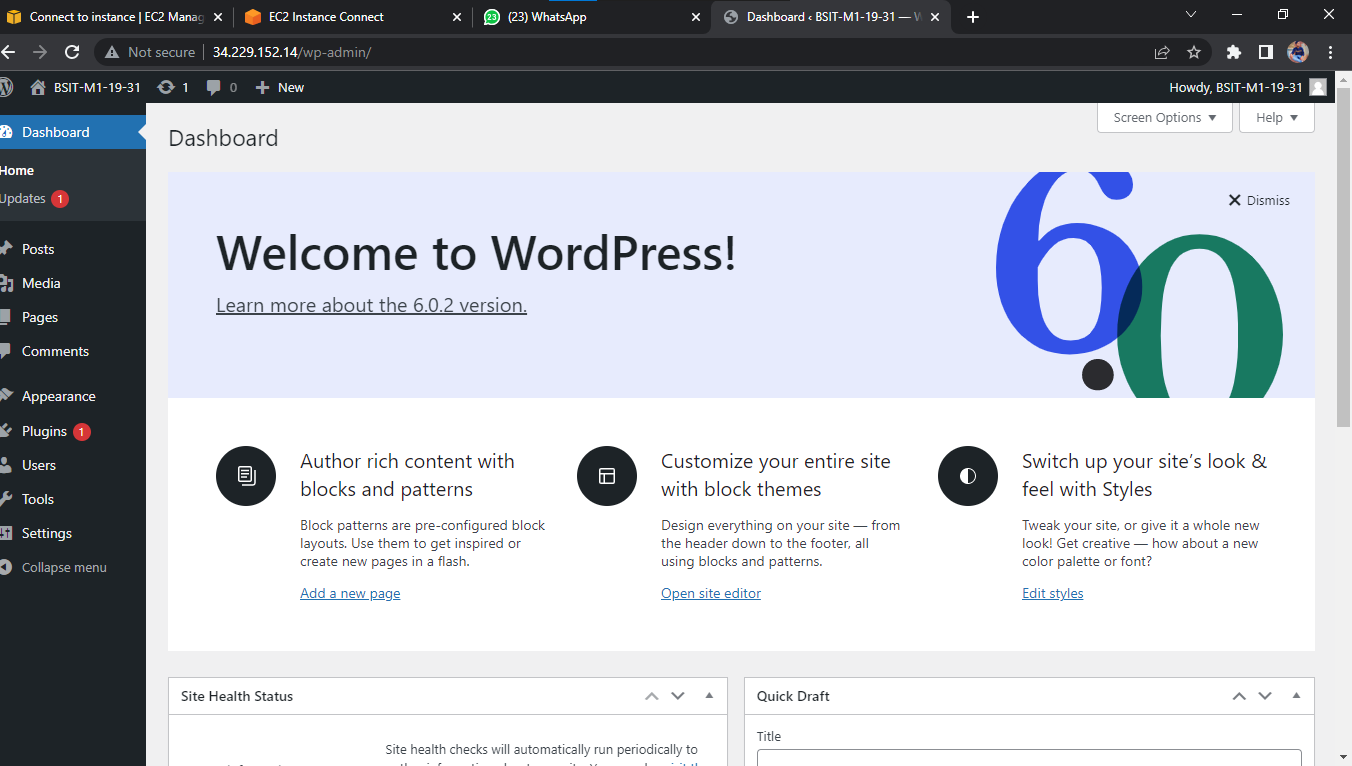 Connect to instance | EC2 Manag
EC2 Instance Connect
(23) WhatsApp
Dashboard ‹ BSIT-M1-19-31 — W
Not secure
34.229.152.14/wp-admin/
BSIT-M1-19-31
1
0
New
Howdy, BSIT-M1-19-31
Dashboard
Home
Updates 1
Posts
Media
Pages
Comments
Appearance
Plugins 1
Users
Tools
Settings
Collapse menu
Screen Options ▼
Help ▼
Dashboard
Dismiss
6.0
Welcome to WordPress!
Learn more about the 6.0.2 version.
Author rich content with
blocks and patterns
Block patterns are pre-configured block
layouts. Use them to get inspired or
create new pages in a flash.
Add a new page
Customize your entire site
with block themes
Design everything on your site — from
the header down to the footer, all
using blocks and patterns.
Open site editor
Switch up your site’s look &
feel with Styles
Tweak your site, or give it a whole new
look! Get creative — how about a new
color palette or font?
Edit styles
Site Health Status
Site health checks will automatically run periodically to
Quick Draft
Title